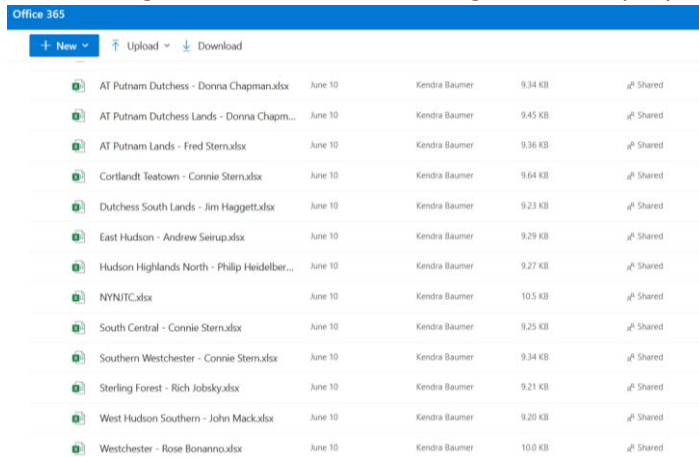 Office 365
+ New Upload Download
AT Putnam Dutchess - Donna Chapman.xlsx June 10 Kendra Baumer 9.34 KB Shared
AT Putnam Dutchess Lands - Donna Chapm... June 10 Kendra Baumer 9.45 KB Shared
AT Putnam Lands - Fred Stern.xlsx June 10 Kendra Baumer 9.36 KB Shared
Cortlandt Teatown - Connie Stern.xlsx June 10 Kendra Baumer 9.64 KB Shared
Dutchess South Lands - Jim Haggett.xlsx June 10 Kendra Baumer 9.23 KB Shared
East Hudson - Andrew Seirup.xlsx June 10 Kendra Baumer 9.29 KB Shared
Hudson Highlands North - Philip Heidelber... June 10 Kendra Baumer 9.27 KB Shared
NYNJTC.xlsx June 10 Kendra Baumer 10.5 KB Shared
South Central - Connie Stern.xlsx June 10 Kendra Baumer 9.25 KB Shared
Southern Westchester - Connie Stern.xlsx June 10 Kendra Baumer 9.34 KB Shared
Sterling Forest - Rich Jobsky.xlsx June 10 Kendra Baumer 9.21 KB Shared
West Hudson Southern - John Mack.xlsx June 10 Kendra Baumer 9.20 KB Shared
Westchester - Rose Bonanno.xlsx June 10 Kendra Baumer 10.0 KB Shared